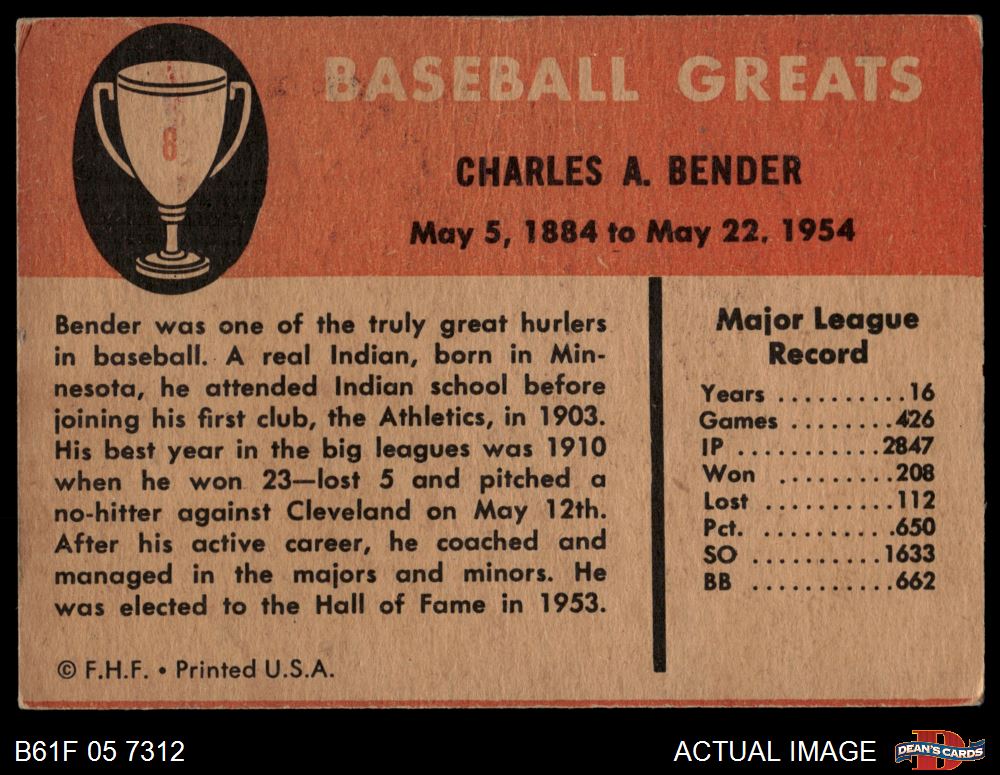 8
BASEBALL GREATS
CHARLES A. BENDER
May 5, 1884 to May 22, 1954
Bender was one of the truly great hurlers
in baseball. A real Indian, born in Min-
nesota, he attended Indian school before
joining his first club, the Athletics, in 1903.
His best year in the big leagues was 1910
when he won 23—lost 5 and pitched a
no-hitter against Cleveland on May 12th.
After his active career, he coached and
managed in the majors and minors. He
was elected to the Hall of Fame in 1953.
© F.H.F. • Printed U.S.A.
Major League
Record
Years ..........16
Games ........426
IP ...........2847
Won .........208
Lost ..........112
Pct. ..........650
SO ..........1633
BB ...........662
B61F 05 7312
ACTUAL IMAGE
DEAN'S CARDS